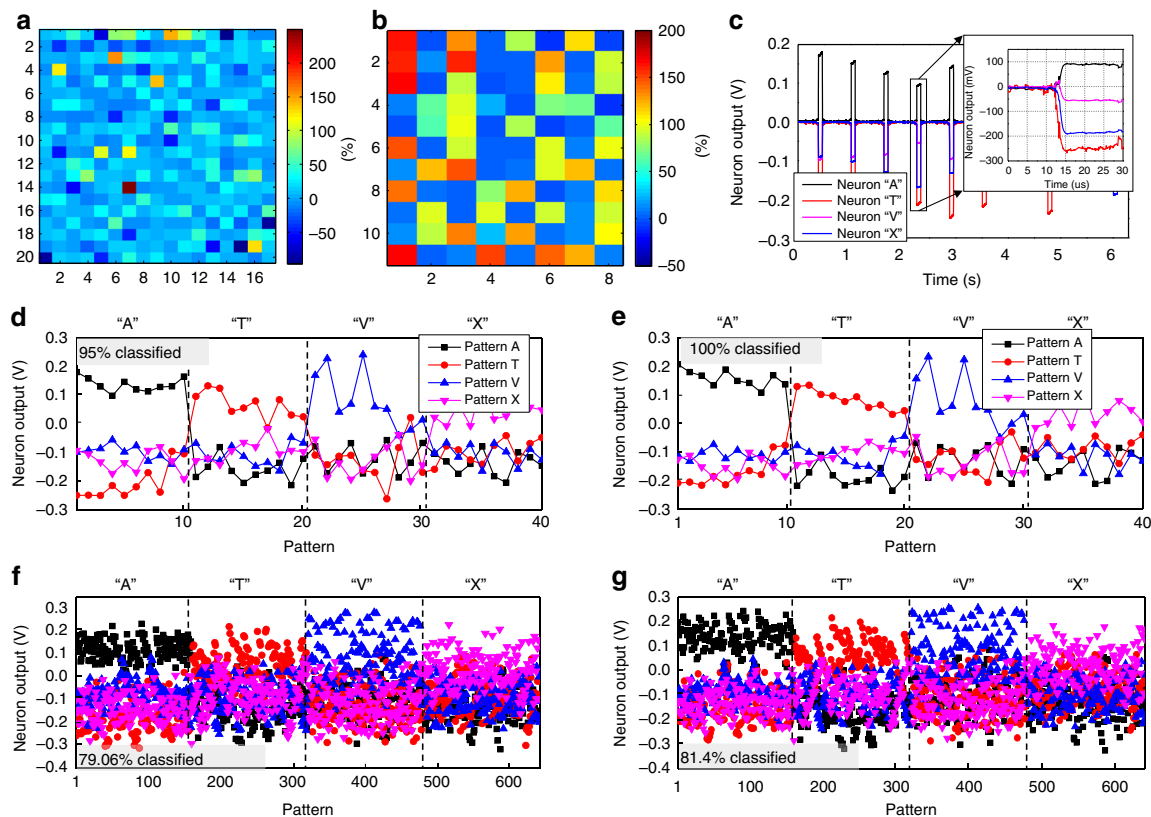 a
2
4
6
8
10
12
14
16
18
20
2 4 6 8 10 12 14 16
200
150
100
50
0
−50
(%)
b
2
4
6
8
10
2 4 6 8
200
150
100
50
0
−50
(%)
c
0.2
0.1
0.0
−0.1
−0.2
−0.3
Neuron output (V)
0 1 2 3 4 5 6
Time (s)
Neuron “A”
Neuron “T”
Neuron “V”
Neuron “X”
100
0
−100
−200
−300
Neuron output (mV)
0 5 10 15 20 25 30
Time (us)
d
“A” “T” “V” “X”
95% classified
Pattern A
Pattern T
Pattern V
Pattern X
0.3
0.2
0.1
0.0
−0.1
−0.2
−0.3
Neuron output (V)
10 20 30 40
Pattern
e
“A” “T” “V” “X”
100% classified
Pattern A
Pattern T
Pattern V
Pattern X
0.3
0.2
0.1
0.0
−0.1
−0.2
−0.3
Neuron output (V)
1 10 20 30 40
Pattern
f
“A” “T” “V” “X”
0.3
0.2
0.1
0.0
−0.1
−0.2
−0.3
−0.4
Neuron output (V)
79.06% classified
1 100 200 300 400 500 600
Pattern
g
“A” “T” “V” “X”
0.3
0.2
0.1
0.0
−0.1
−0.2
−0.3
−0.4
Neuron output (V)
81.4% classified
1 100 200 300 400 500 600
Pattern